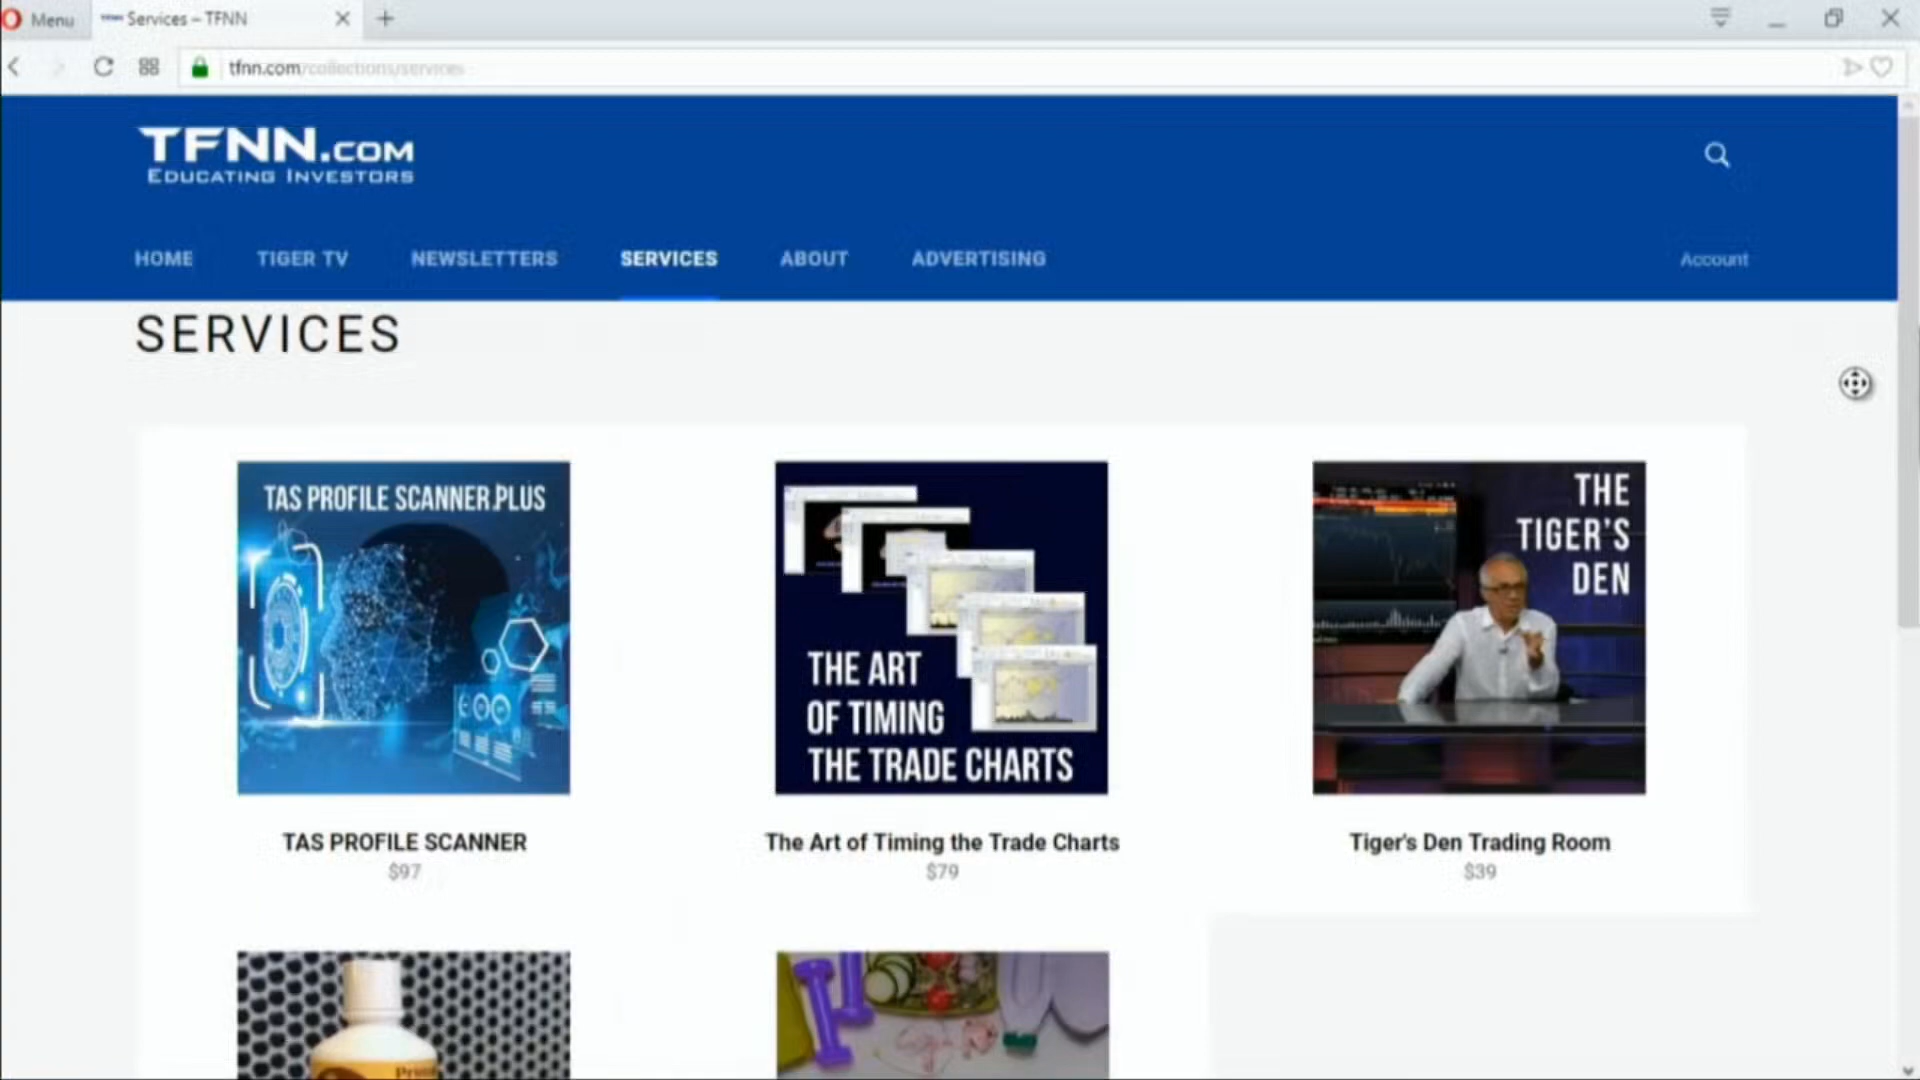 Menu
Services – TFNN
tfnn.com/collections/services
TFNN.COM
EDUCATING INVESTORS
HOME
TIGER TV
NEWSLETTERS
SERVICES
ABOUT
ADVERTISING
Account
SERVICES
TAS PROFILE SCANNER PLUS
THE ART
OF TIMING
THE TRADE CHARTS
THE
TIGER'S
DEN
TAS PROFILE SCANNER
$97
The Art of Timing the Trade Charts
$79
Tiger's Den Trading Room
$39